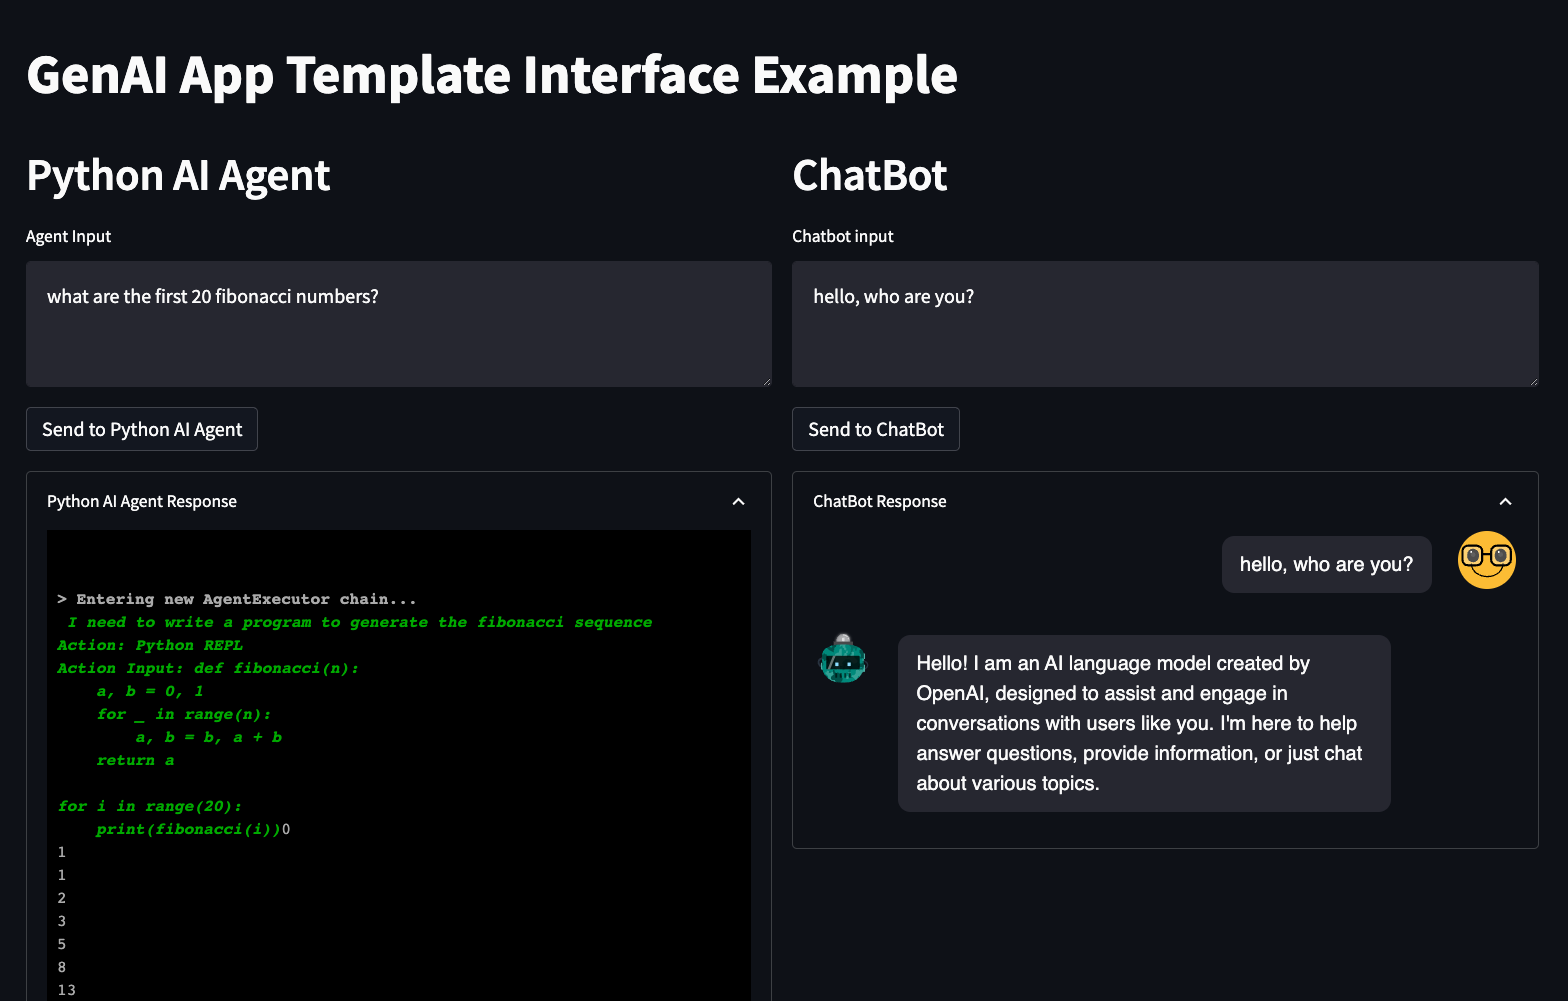 GenAI App Template Interface Example
Python AI Agent
Agent Input
what are the first 20 fibonacci numbers?
Send to Python AI Agent
Python AI Agent Response
> Entering new AgentExecutor chain...
 I need to write a program to generate the fibonacci sequence
Action: Python REPL
Action Input: def fibonacci(n):
    a, b = 0, 1
    for _ in range(n):
        a, b = b, a + b
    return a

for i in range(20):
    print(fibonacci(i))0
1
1
2
3
5
8
13
ChatBot
Chatbot input
hello, who are you?
Send to ChatBot
ChatBot Response
hello, who are you?
Hello! I am an AI language model created by
OpenAI, designed to assist and engage in
conversations with users like you. I'm here to help
answer questions, provide information, or just chat
about various topics.